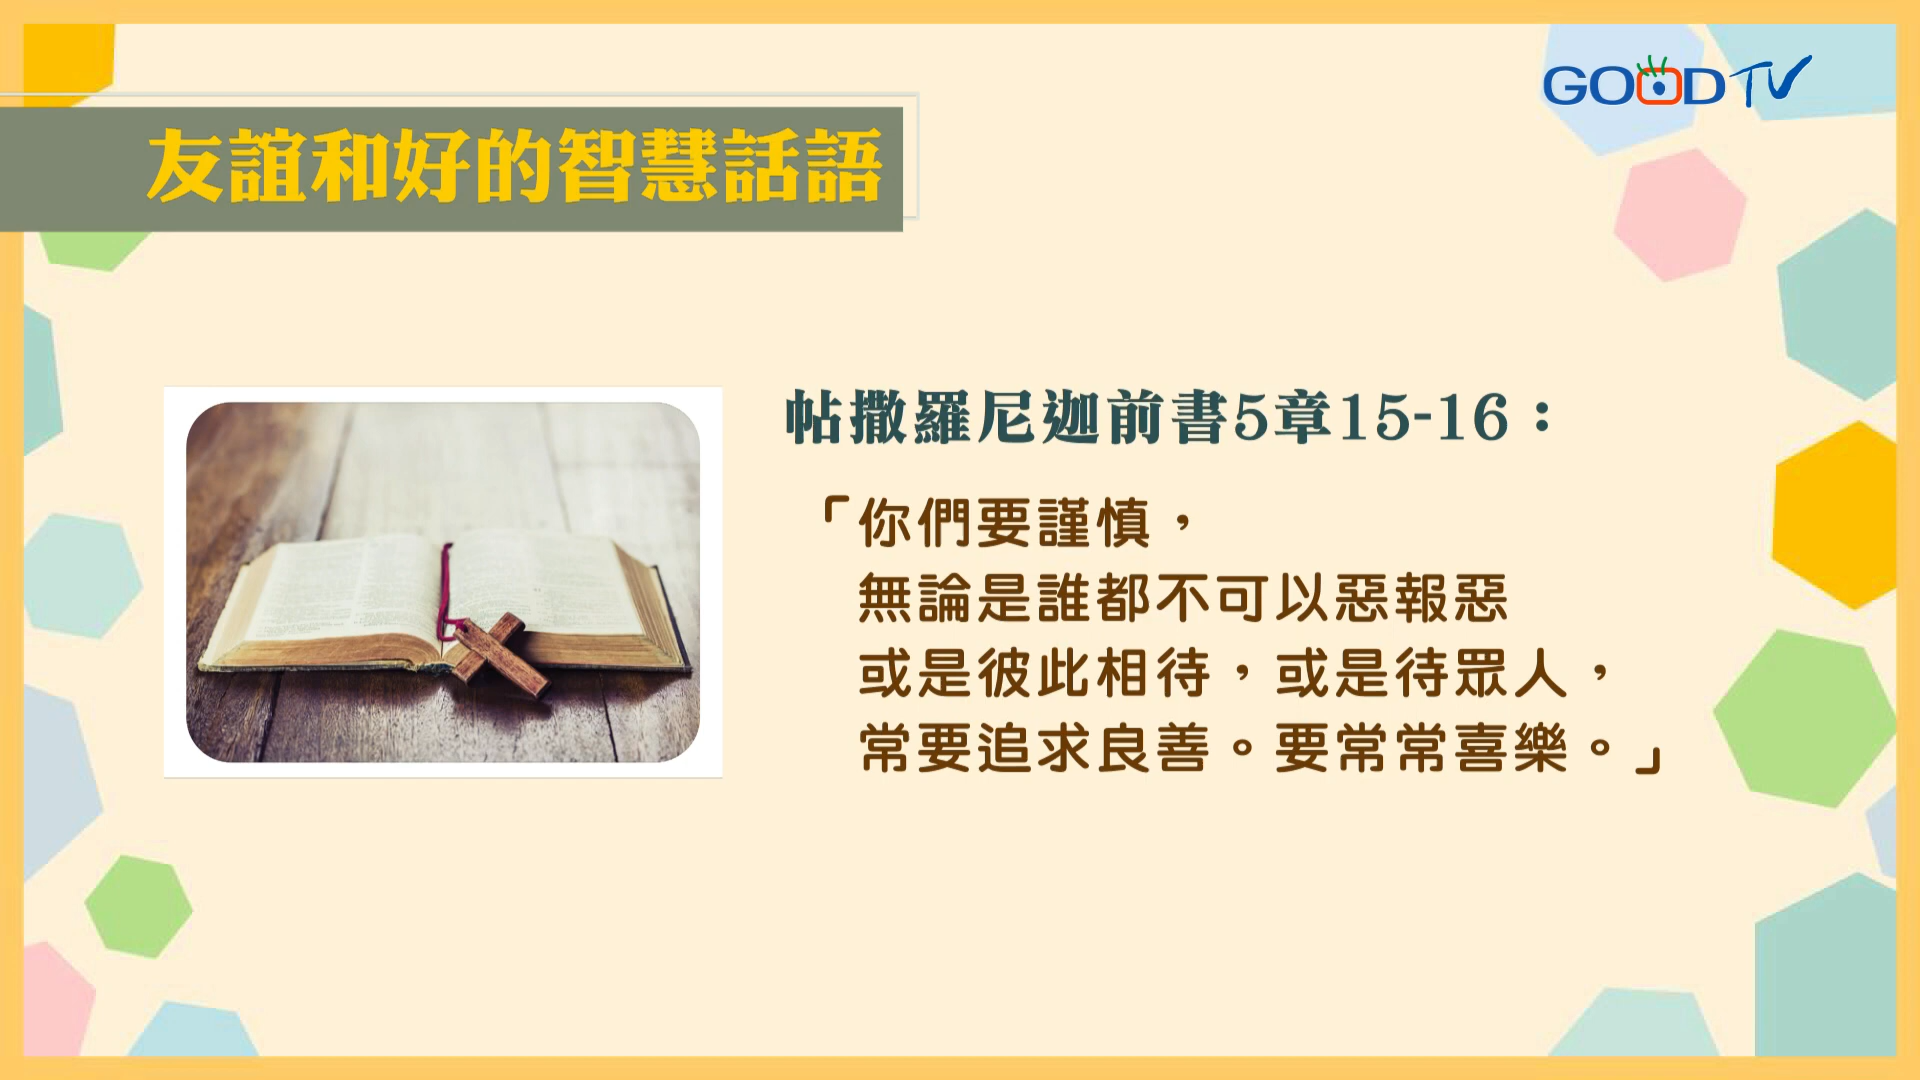 GOODTV
友誼和好的智慧話語
帖撒羅尼迦前書5章15-16：
「你們要謹慎，
無論是誰都不可以惡報惡
或是彼此相待，或是待眾人，
常要追求良善。要常常喜樂。」